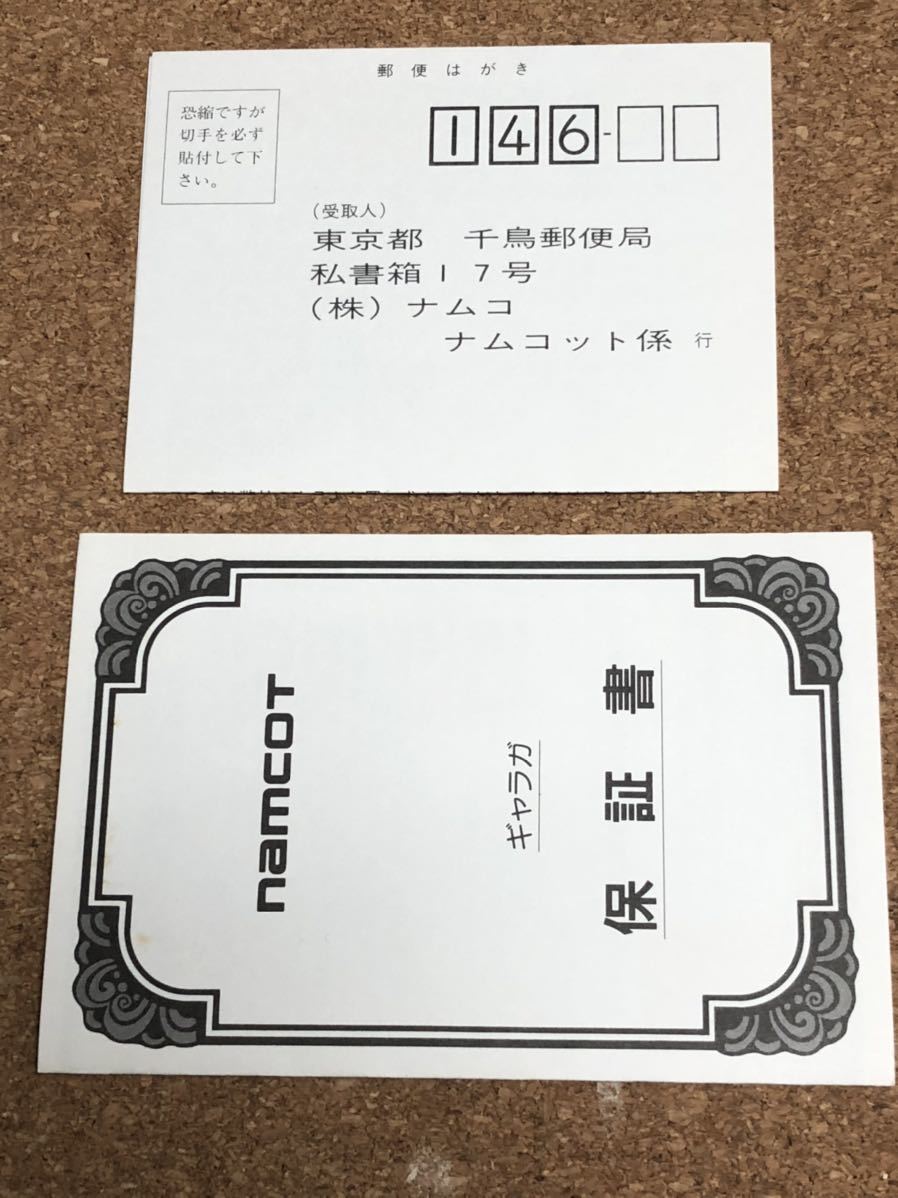 郵便はがき
恐縮ですが
切手を必ず
貼付して下
さい。
146-
(受取人)
東京都 千鳥郵便局
私書箱17号
(株)ナムコ
ナムコット係 行
保証書
ギャラガ
namcoT